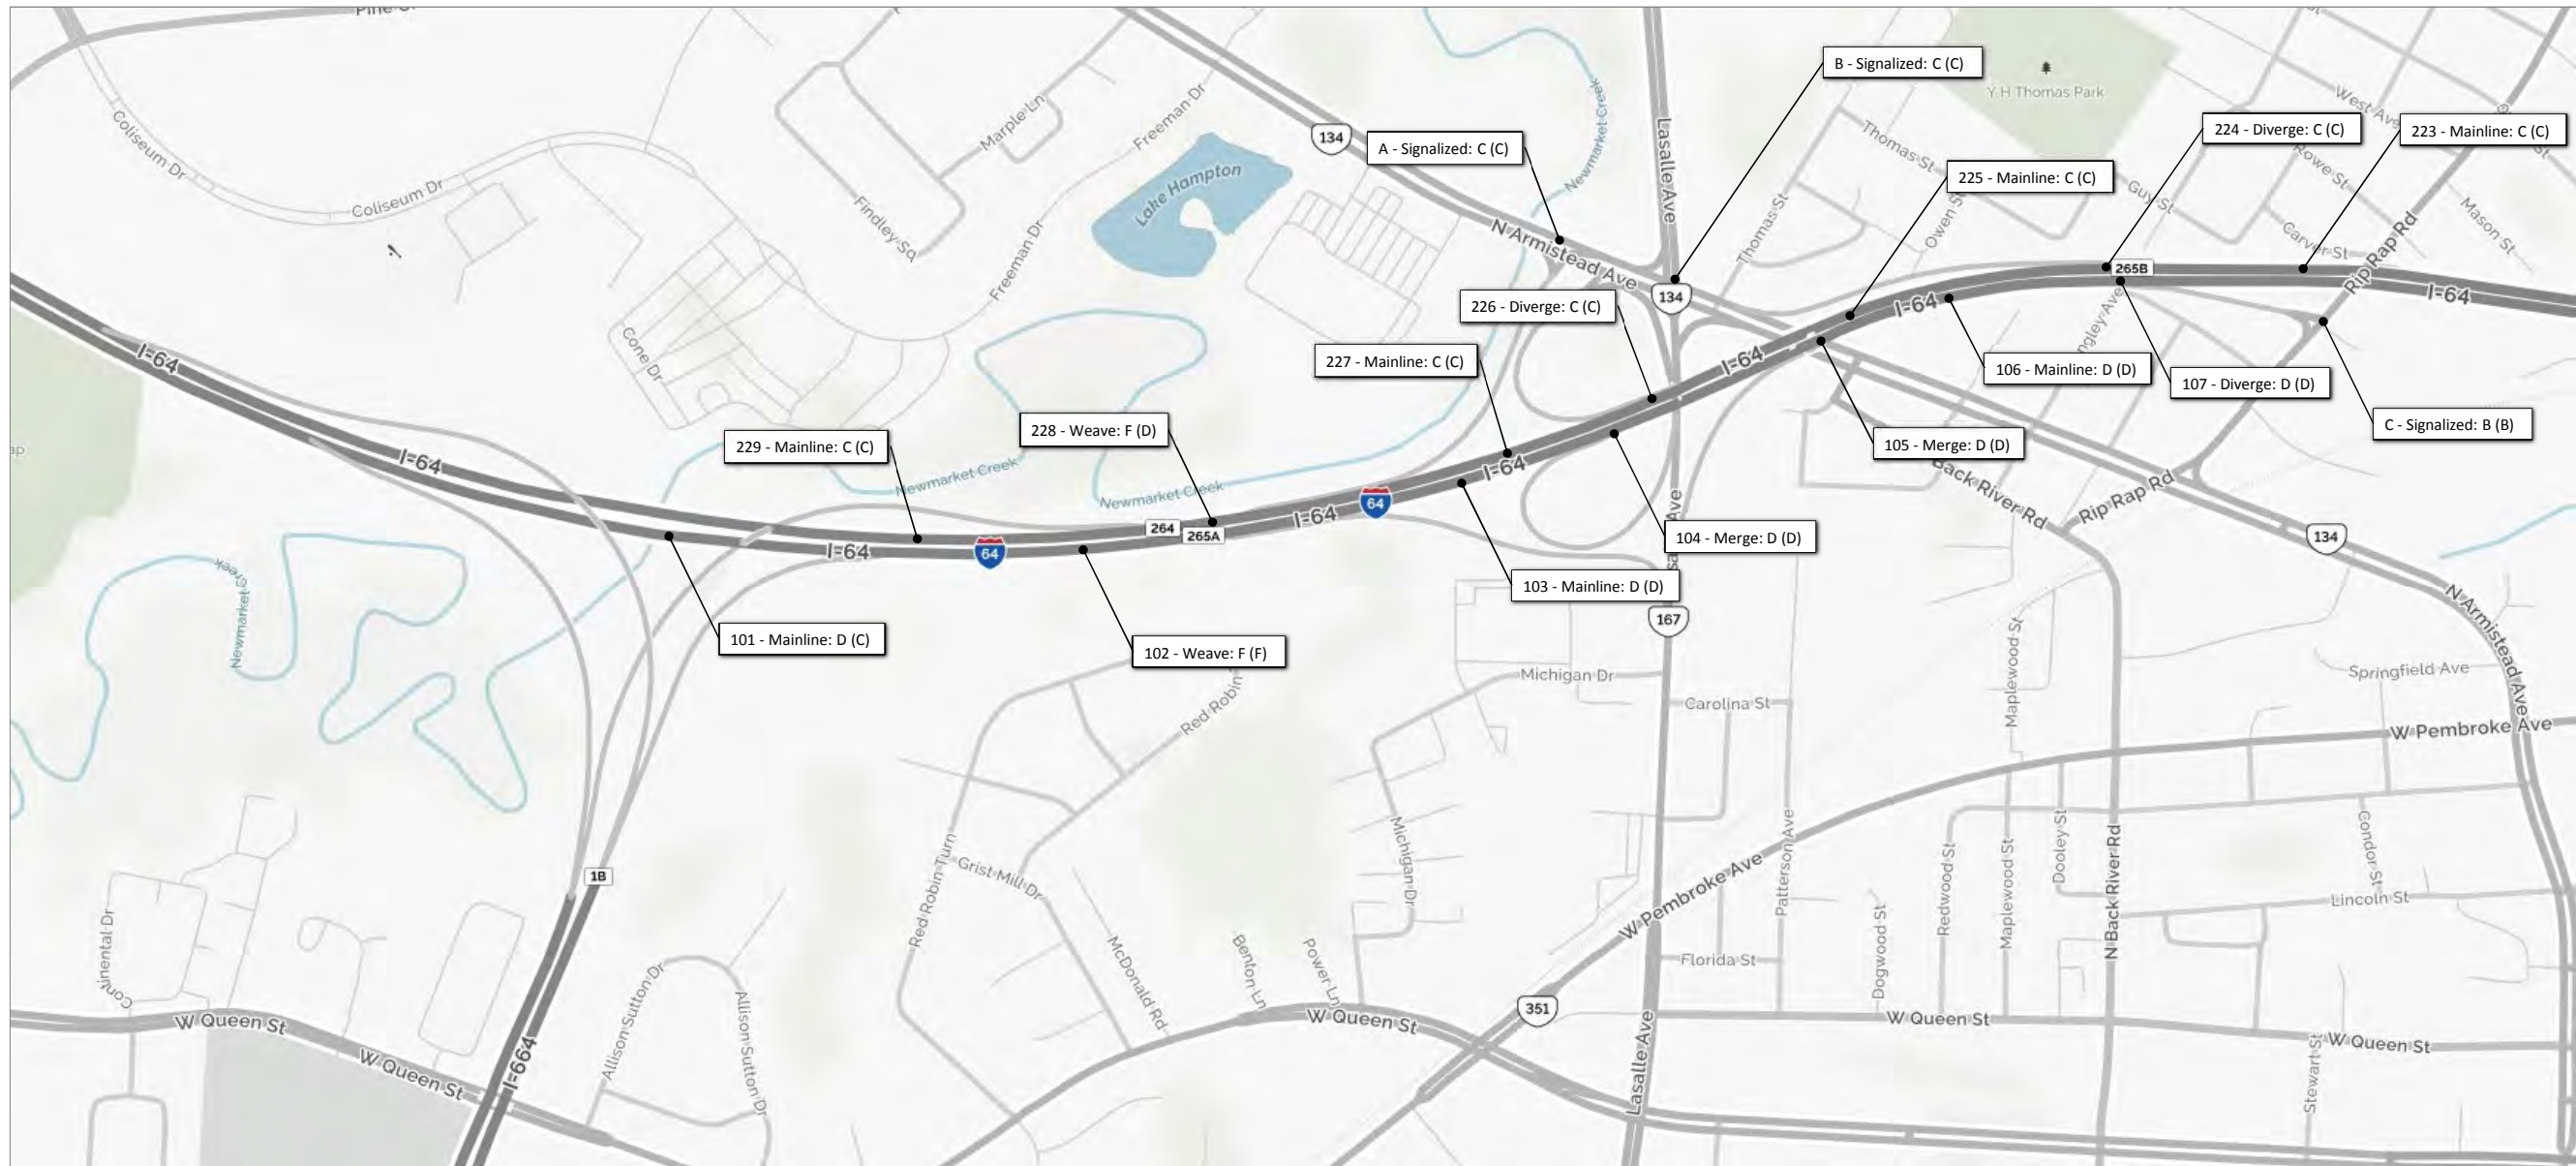 Coliseum Dr
Coliseum Dr
Marple Ln
Freeman Dr
Findley Sq
Freeman Dr
Lake Hampton
134
A - Signalized: C (C)
N Armistead Ave
Newmarket Creek
Lasalle Ave
B - Signalized: C (C)
134
Y H Thomas Park
Thomas St
Thomas St
Owen S
Guy St
West Ave
Rowe St
Carver St
Mason St
Rip Rap Rd
224 - Diverge: C (C)
223 - Mainline: C (C)
225 - Mainline: C (C)
265B
I-64
I-64
226 - Diverge: C (C)
227 - Mainline: C (C)
I-64
I-64
106 - Mainline: D (D)
107 - Diverge: D (D)
C - Signalized: B (B)
105 - Merge: D (D)
Back River Rd
Rip Rap Rd
134
N Armistead Ave
I-64
I-64
Cone Dr
229 - Mainline: C (C)
228 - Weave: F (D)
Newmarket Creek
Newmarket Creek
264
265A
I-64
64
I-64
64
104 - Merge: D (D)
103 - Mainline: D (D)
101 - Mainline: D (C)
102 - Weave: F (F)
167
Newmarket Creek
Michigan Dr
Carolina St
Red Robin
Maplewood St
Springfield Ave
W Pembroke Ave
1B
Red Robin Turn
Grist Mill Dr
McDonald Rd
Benton Ln
Power Ln
Michigan Dr
W Pembroke Ave
Patterson Ave
Florida St
Dogwood St
Redwood St
Maplewood St
Dooley St
N Back River Rd
Condor St
Lincoln St
Continental Dr
W Queen St
W Queen St
I-664
Allison Sutton Dr
Allison Sutton Dr
W Queen St
351
Lasalle Ave
W Queen St
W Queen St
Stewart St